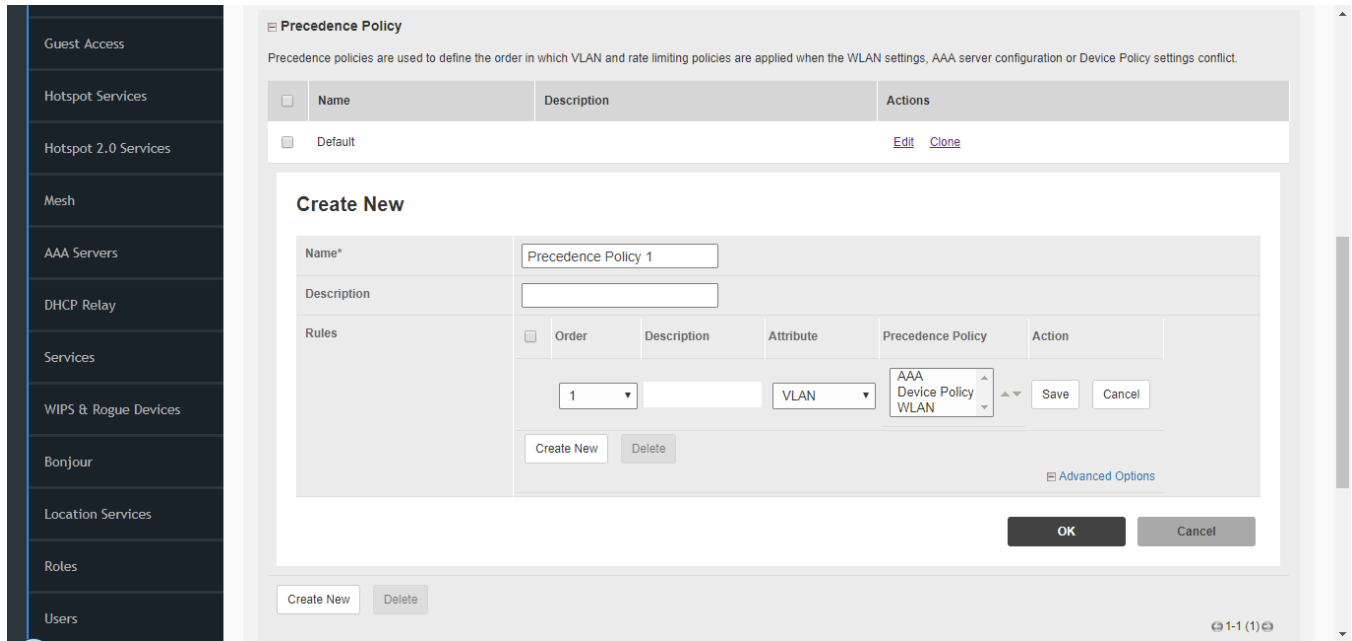 Guest Access
Hotspot Services
Hotspot 2.0 Services
Mesh
AAA Servers
DHCP Relay
Services
WIPS & Rogue Devices
Bonjour
Location Services
Roles
Users
Precedence Policy
Precedence policies are used to define the order in which VLAN and rate limiting policies are applied when the WLAN settings, AAA server configuration or Device Policy settings conflict.
Name Description Actions
Default Edit Clone
Create New
Name* Precedence Policy 1
Description
Rules Order Description Attribute Precedence Policy Action
1 VLAN AAA Device Policy WLAN Save Cancel
Create New Delete
Advanced Options
OK Cancel
Create New Delete
1-1 (1)